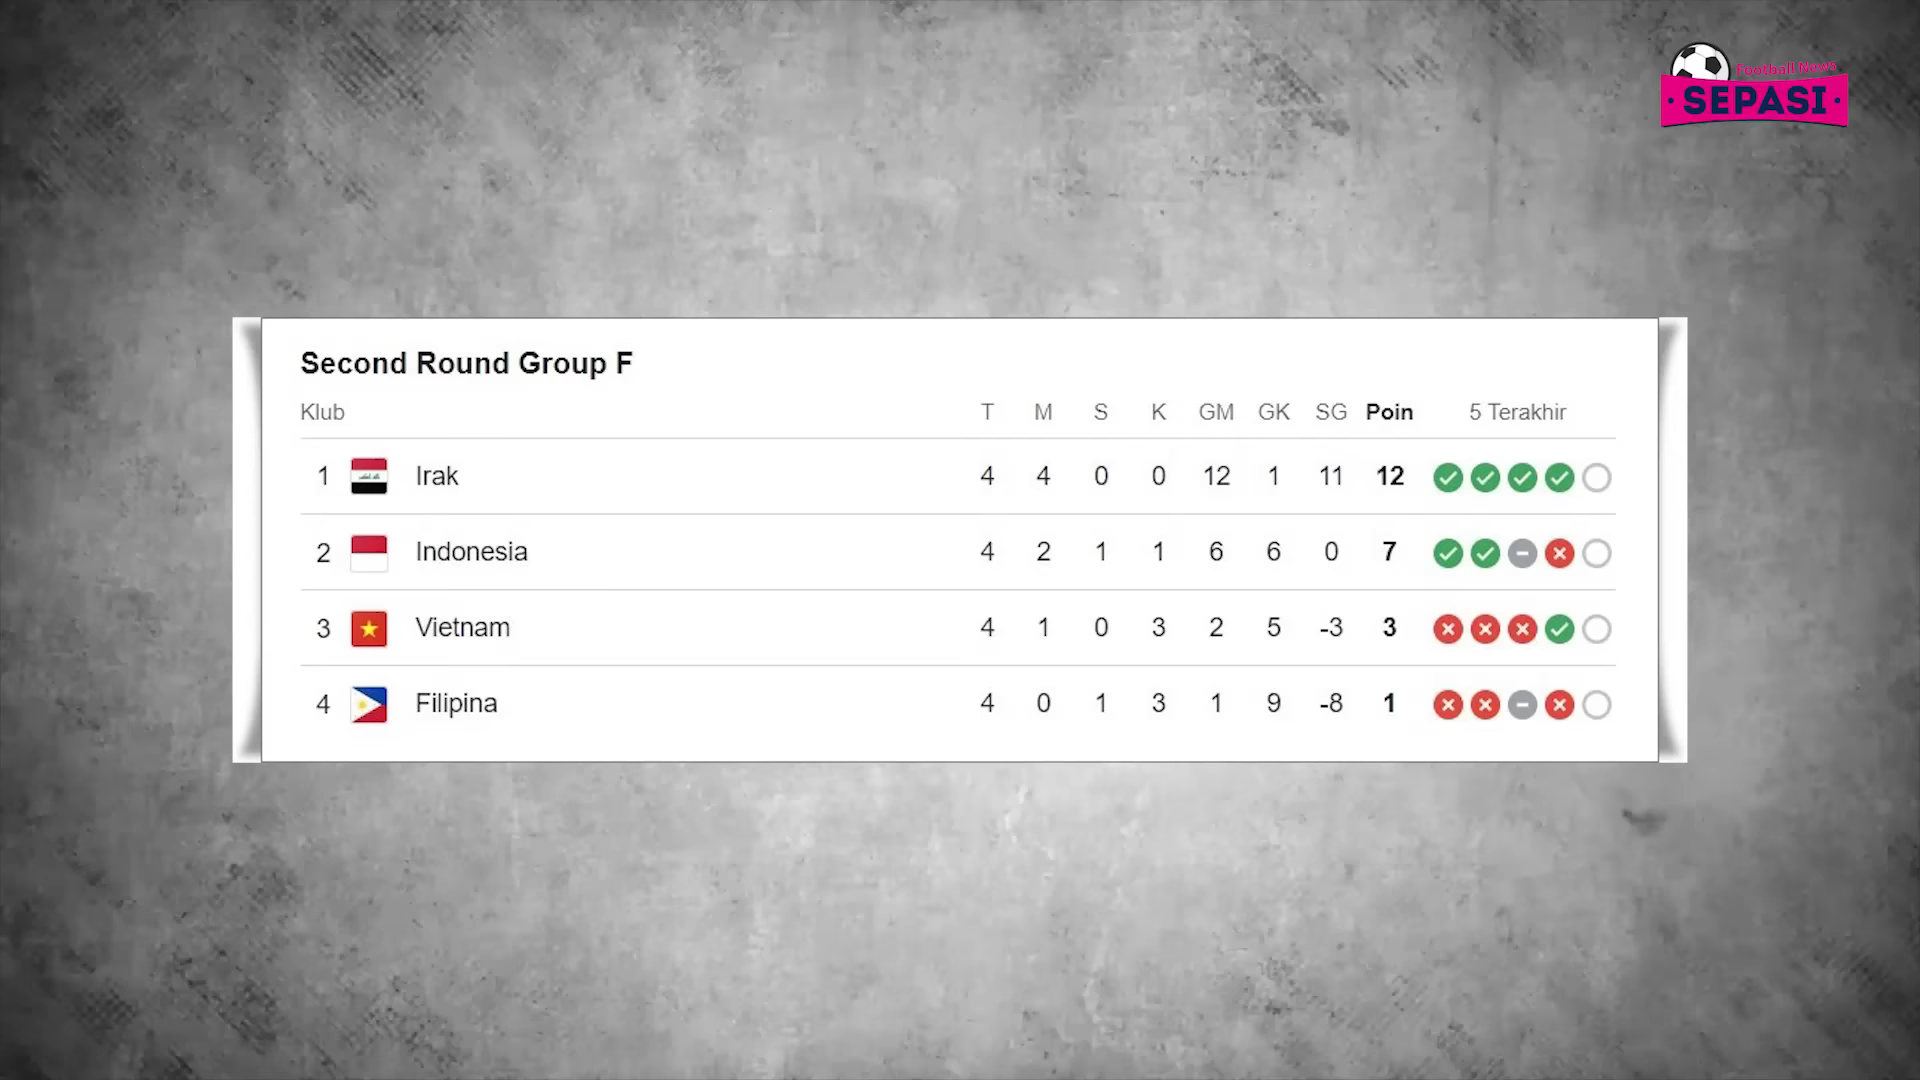 Football News
· SEPASI ·
Second Round Group F
Klub T M S K GM GK SG Poin 5 Terakhir
1 Irak 4 4 0 0 12 1 11 12
2 Indonesia 4 2 1 1 6 6 0 7
3 Vietnam 4 1 0 3 2 5 -3 3
4 Filipina 4 0 1 3 1 9 -8 1